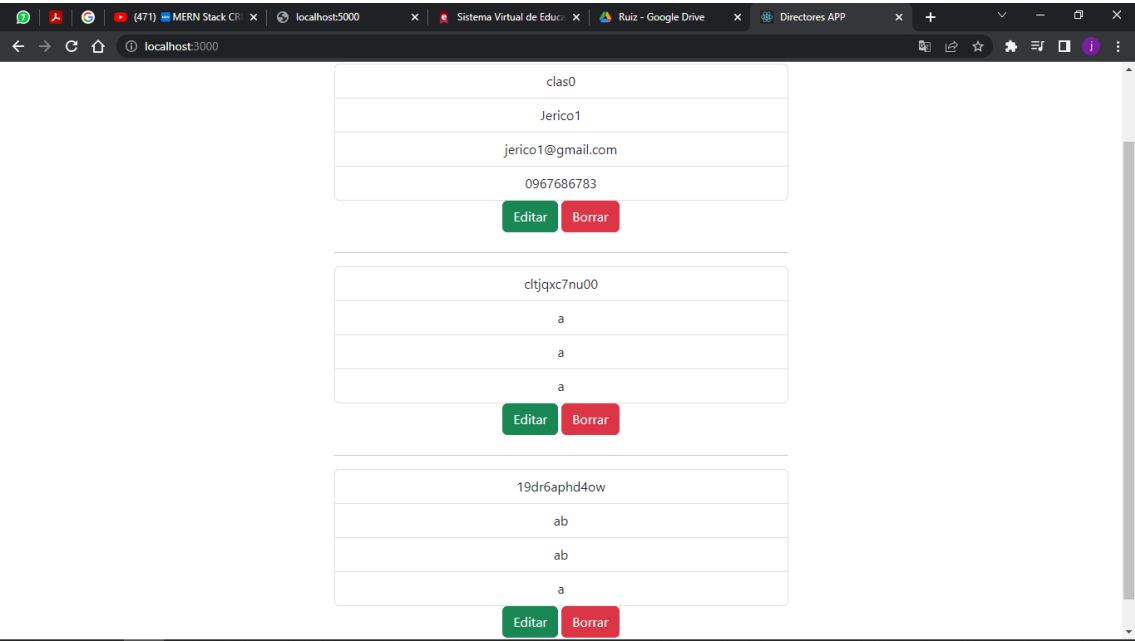 (471) MERN Stack CR
localhost:5000
Sistema Virtual de Educa
Ruiz - Google Drive
Directores APP
localhost:3000
j
clas0
Jerico1
jerico1@gmail.com
0967686783
Editar Borrar
cltjqxc7nu00
a
a
a
Editar Borrar
19dr6aphd4ow
ab
ab
a
Editar Borrar